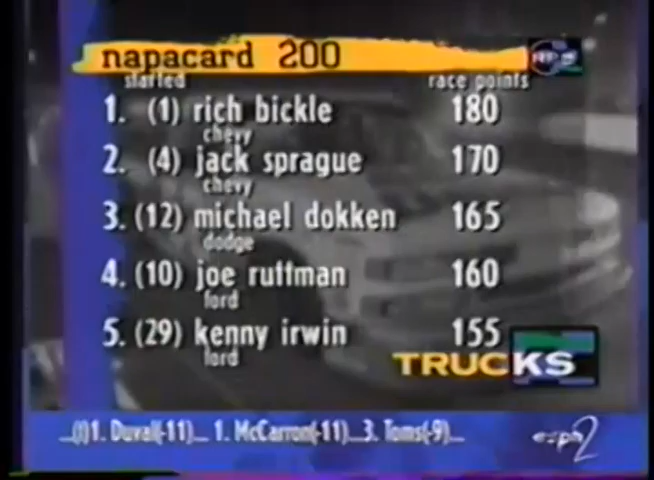 napacard 200
started race points
1. (1) rich bickle 180
chevy
2. (4) jack sprague 170
chevy
3. (12) michael dokken 165
dodge
4. (10) joe ruttman 160
ford
5. (29) kenny irwin 155
ford
TRUCKS
...(I)1. Duval(-11)... 1. McCarron(-11)...3. Toms(-9)...
espn2